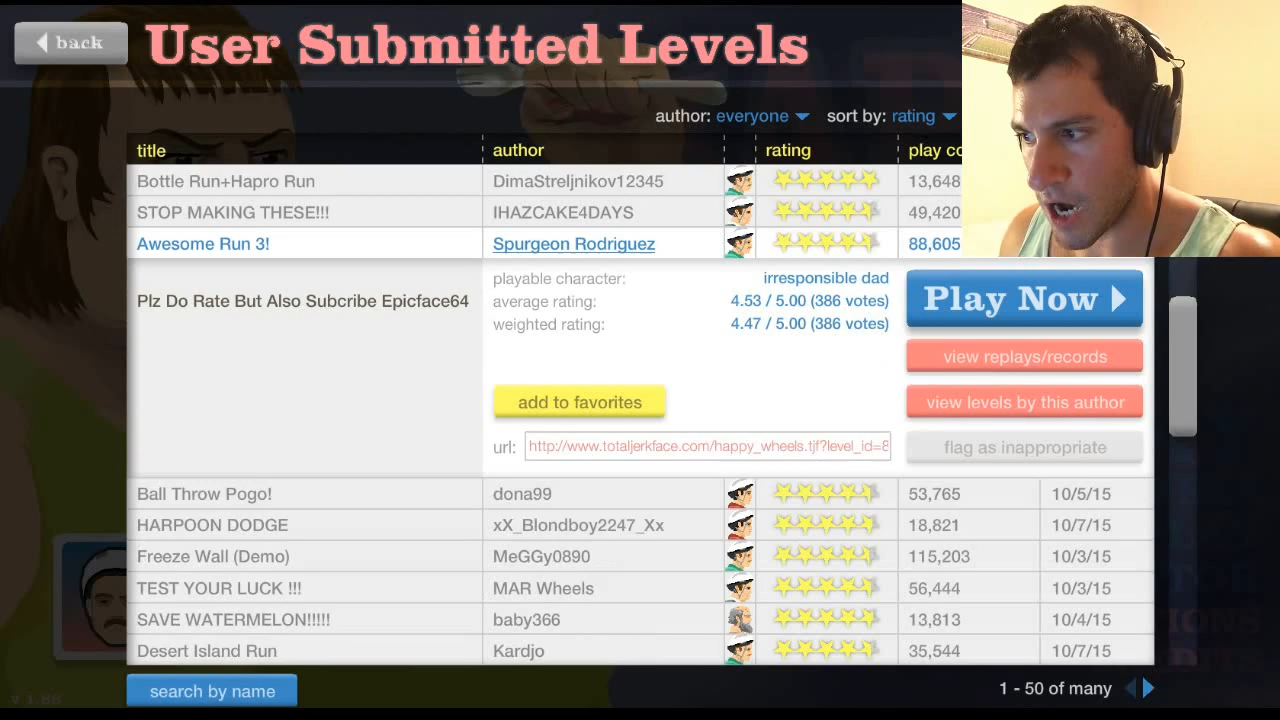 back
User Submitted Levels
author: everyone sort by: rating
title author rating play co
Bottle Run+Hapro Run DimaStreljnikov12345 13,648
STOP MAKING THESE!!! IHAZCAKE4DAYS 49,420
Awesome Run 3! Spurgeon Rodriguez 88,605
Plz Do Rate But Also Subcribe Epicface64
playable character: irresponsible dad
average rating: 4.53 / 5.00 (386 votes)
weighted rating: 4.47 / 5.00 (386 votes)
add to favorites
url: http://www.totaljerkface.com/happy_wheels.tjf?level_id=8
Play Now
view replays/records
view levels by this author
flag as inappropriate
Ball Throw Pogo! dona99 53,765 10/5/15
HARPOON DODGE xX_Blondboy2247_Xx 18,821 10/7/15
Freeze Wall (Demo) MeGGy0890 115,203 10/3/15
TEST YOUR LUCK !!! MAR Wheels 56,444 10/3/15
SAVE WATERMELON!!!!! baby366 13,813 10/4/15
Desert Island Run Kardjo 35,544 10/7/15
search by name 1 - 50 of many
v 1.88